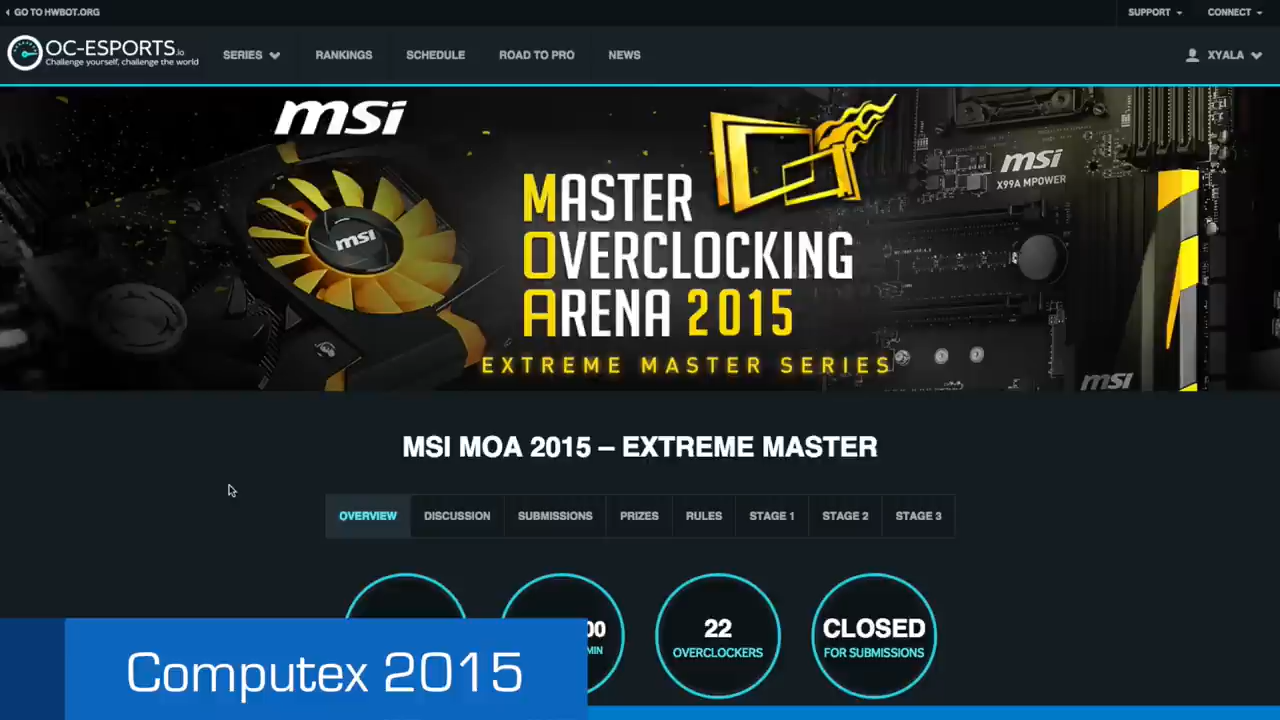 GO TO HWBOT.ORG
SUPPORT
CONNECT
OC-ESPORTS.io
Challenge yourself, challenge the world
SERIES
RANKINGS
SCHEDULE
ROAD TO PRO
NEWS
XYALA
msi
MASTER
OVERCLOCKING
ARENA 2015
EXTREME MASTER SERIES
msi
msi
X99A MPOWER
msi
MSI MOA 2015 – EXTREME MASTER
OVERVIEW
DISCUSSION
SUBMISSIONS
PRIZES
RULES
STAGE 1
STAGE 2
STAGE 3
00
MIN
22
OVERCLOCKERS
CLOSED
FOR SUBMISSIONS
Computex 2015